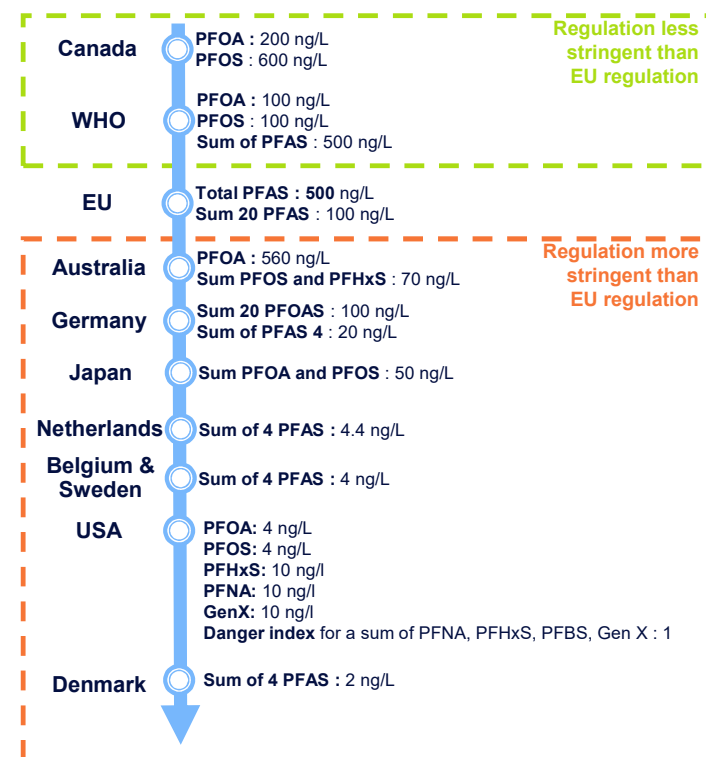 Regulation less
stringent than
EU regulation
Canada
PFOA : 200 ng/L
PFOS : 600 ng/L
WHO
PFOA : 100 ng/L
PFOS : 100 ng/L
Sum of PFAS : 500 ng/L
EU
Total PFAS : 500 ng/L
Sum 20 PFAS : 100 ng/L
Regulation more
stringent than
EU regulation
Australia
PFOA : 560 ng/L
Sum PFOS and PFHxS : 70 ng/L
Germany
Sum 20 PFOAS : 100 ng/L
Sum of PFAS 4 : 20 ng/L
Japan
Sum PFOA and PFOS : 50 ng/L
Netherlands
Sum of 4 PFAS : 4.4 ng/L
Belgium &
Sweden
Sum of 4 PFAS : 4 ng/L
USA
PFOA: 4 ng/L
PFOS: 4 ng/L
PFHxS: 10 ng/l
PFNA: 10 ng/l
GenX: 10 ng/l
Danger index for a sum of PFNA, PFHxS, PFBS, Gen X : 1
Denmark
Sum of 4 PFAS : 2 ng/L